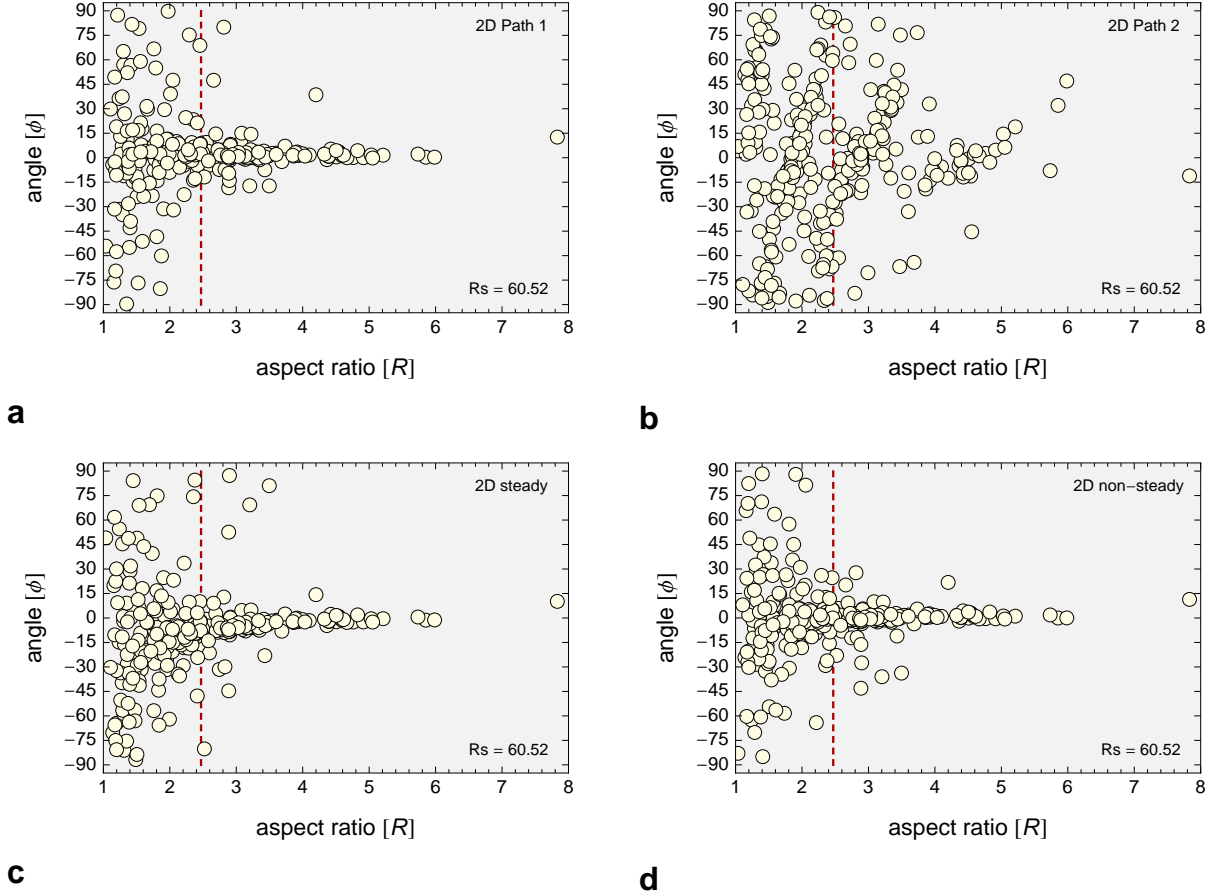 90
75
60
45
30
15
0
−15
−30
−45
−60
−75
−90
angle [ϕ]
2D Path 1
Rs = 60.52
1 2 3 4 5 6 7 8
aspect ratio [R]
a
90
75
60
45
30
15
0
−15
−30
−45
−60
−75
−90
angle [ϕ]
2D Path 2
Rs = 60.52
1 2 3 4 5 6 7 8
aspect ratio [R]
b
90
75
60
45
30
15
0
−15
−30
−45
−60
−75
−90
angle [ϕ]
2D steady
Rs = 60.52
1 2 3 4 5 6 7 8
aspect ratio [R]
c
90
75
60
45
30
15
0
−15
−30
−45
−60
−75
−90
angle [ϕ]
2D non−steady
Rs = 60.52
1 2 3 4 5 6 7 8
aspect ratio [R]
d